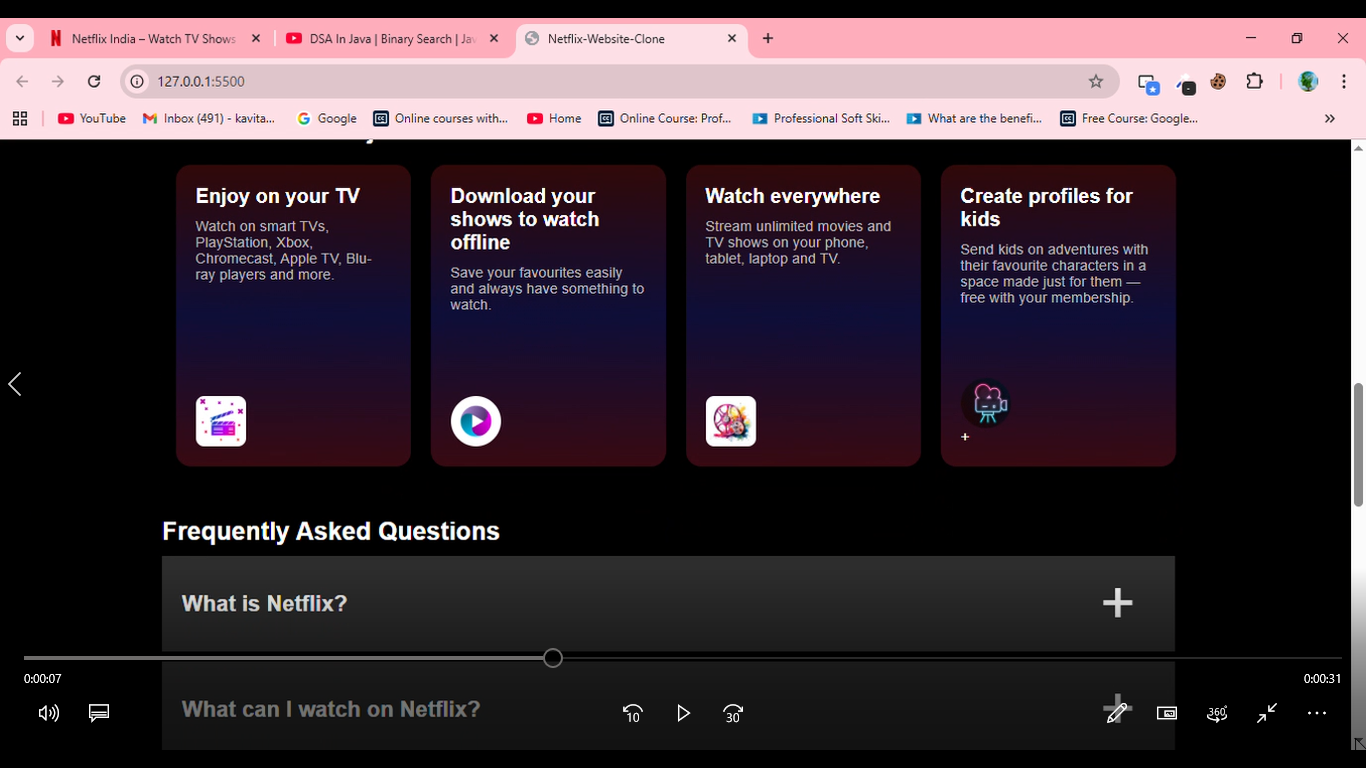 Netflix India – Watch TV Shows
DSA In Java | Binary Search | Jav
Netflix-Website-Clone
127.0.0.1:5500
YouTube
Inbox (491) - kavita...
Google
Online courses with...
Home
Online Course: Prof...
Professional Soft Ski...
What are the benefi...
Free Course: Google...
»
Enjoy on your TV
Watch on smart TVs,
PlayStation, Xbox,
Chromecast, Apple TV, Blu-
ray players and more.
Download your
shows to watch
offline
Save your favourites easily
and always have something to
watch.
Watch everywhere
Stream unlimited movies and
TV shows on your phone,
tablet, laptop and TV.
Create profiles for
kids
Send kids on adventures with
their favourite characters in a
space made just for them —
free with your membership.
+
Frequently Asked Questions
What is Netflix? +
What can I watch on Netflix? +
0:00:07
0:00:31
10
30
360°